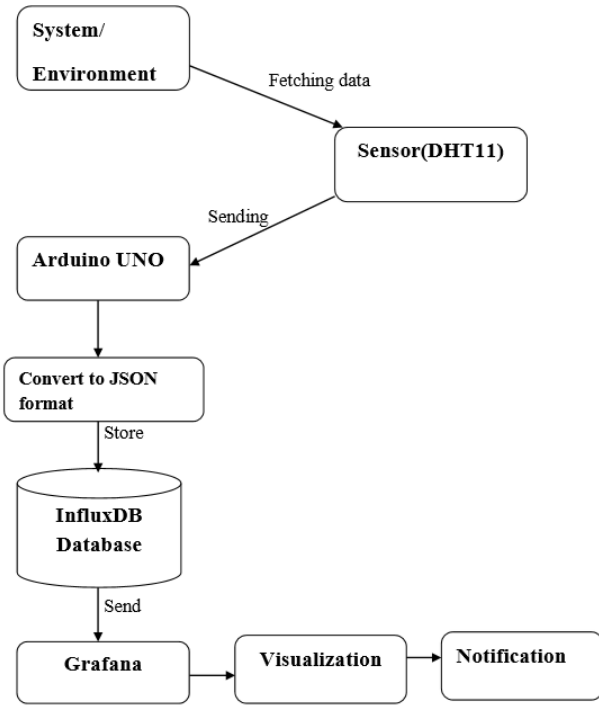 System/
Environment
Fetching data
Sensor(DHT11)
Sending
Arduino UNO
Convert to JSON
format
Store
InfluxDB
Database
Send
Grafana
Visualization
Notification